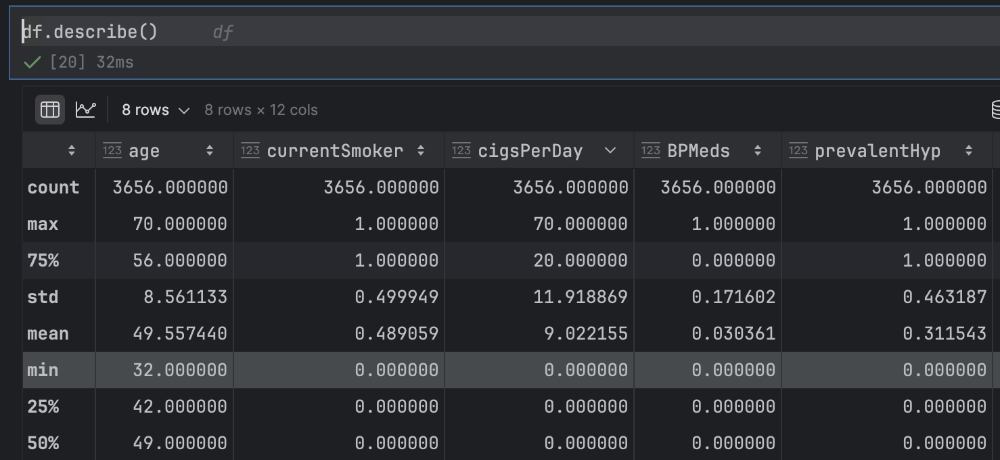 df.describe() df
[20] 32ms
8 rows 8 rows × 12 cols
123 age 123 currentSmoker 123 cigsPerDay 123 BPMeds 123 prevalentHyp
count 3656.000000 3656.000000 3656.000000 3656.000000 3656.000000
max 70.000000 1.000000 70.000000 1.000000 1.000000
75% 56.000000 1.000000 20.000000 0.000000 1.000000
std 8.561133 0.499949 11.918869 0.171602 0.463187
mean 49.557440 0.489059 9.022155 0.030361 0.311543
min 32.000000 0.000000 0.000000 0.000000 0.000000
25% 42.000000 0.000000 0.000000 0.000000 0.000000
50% 49.000000 0.000000 0.000000 0.000000 0.000000